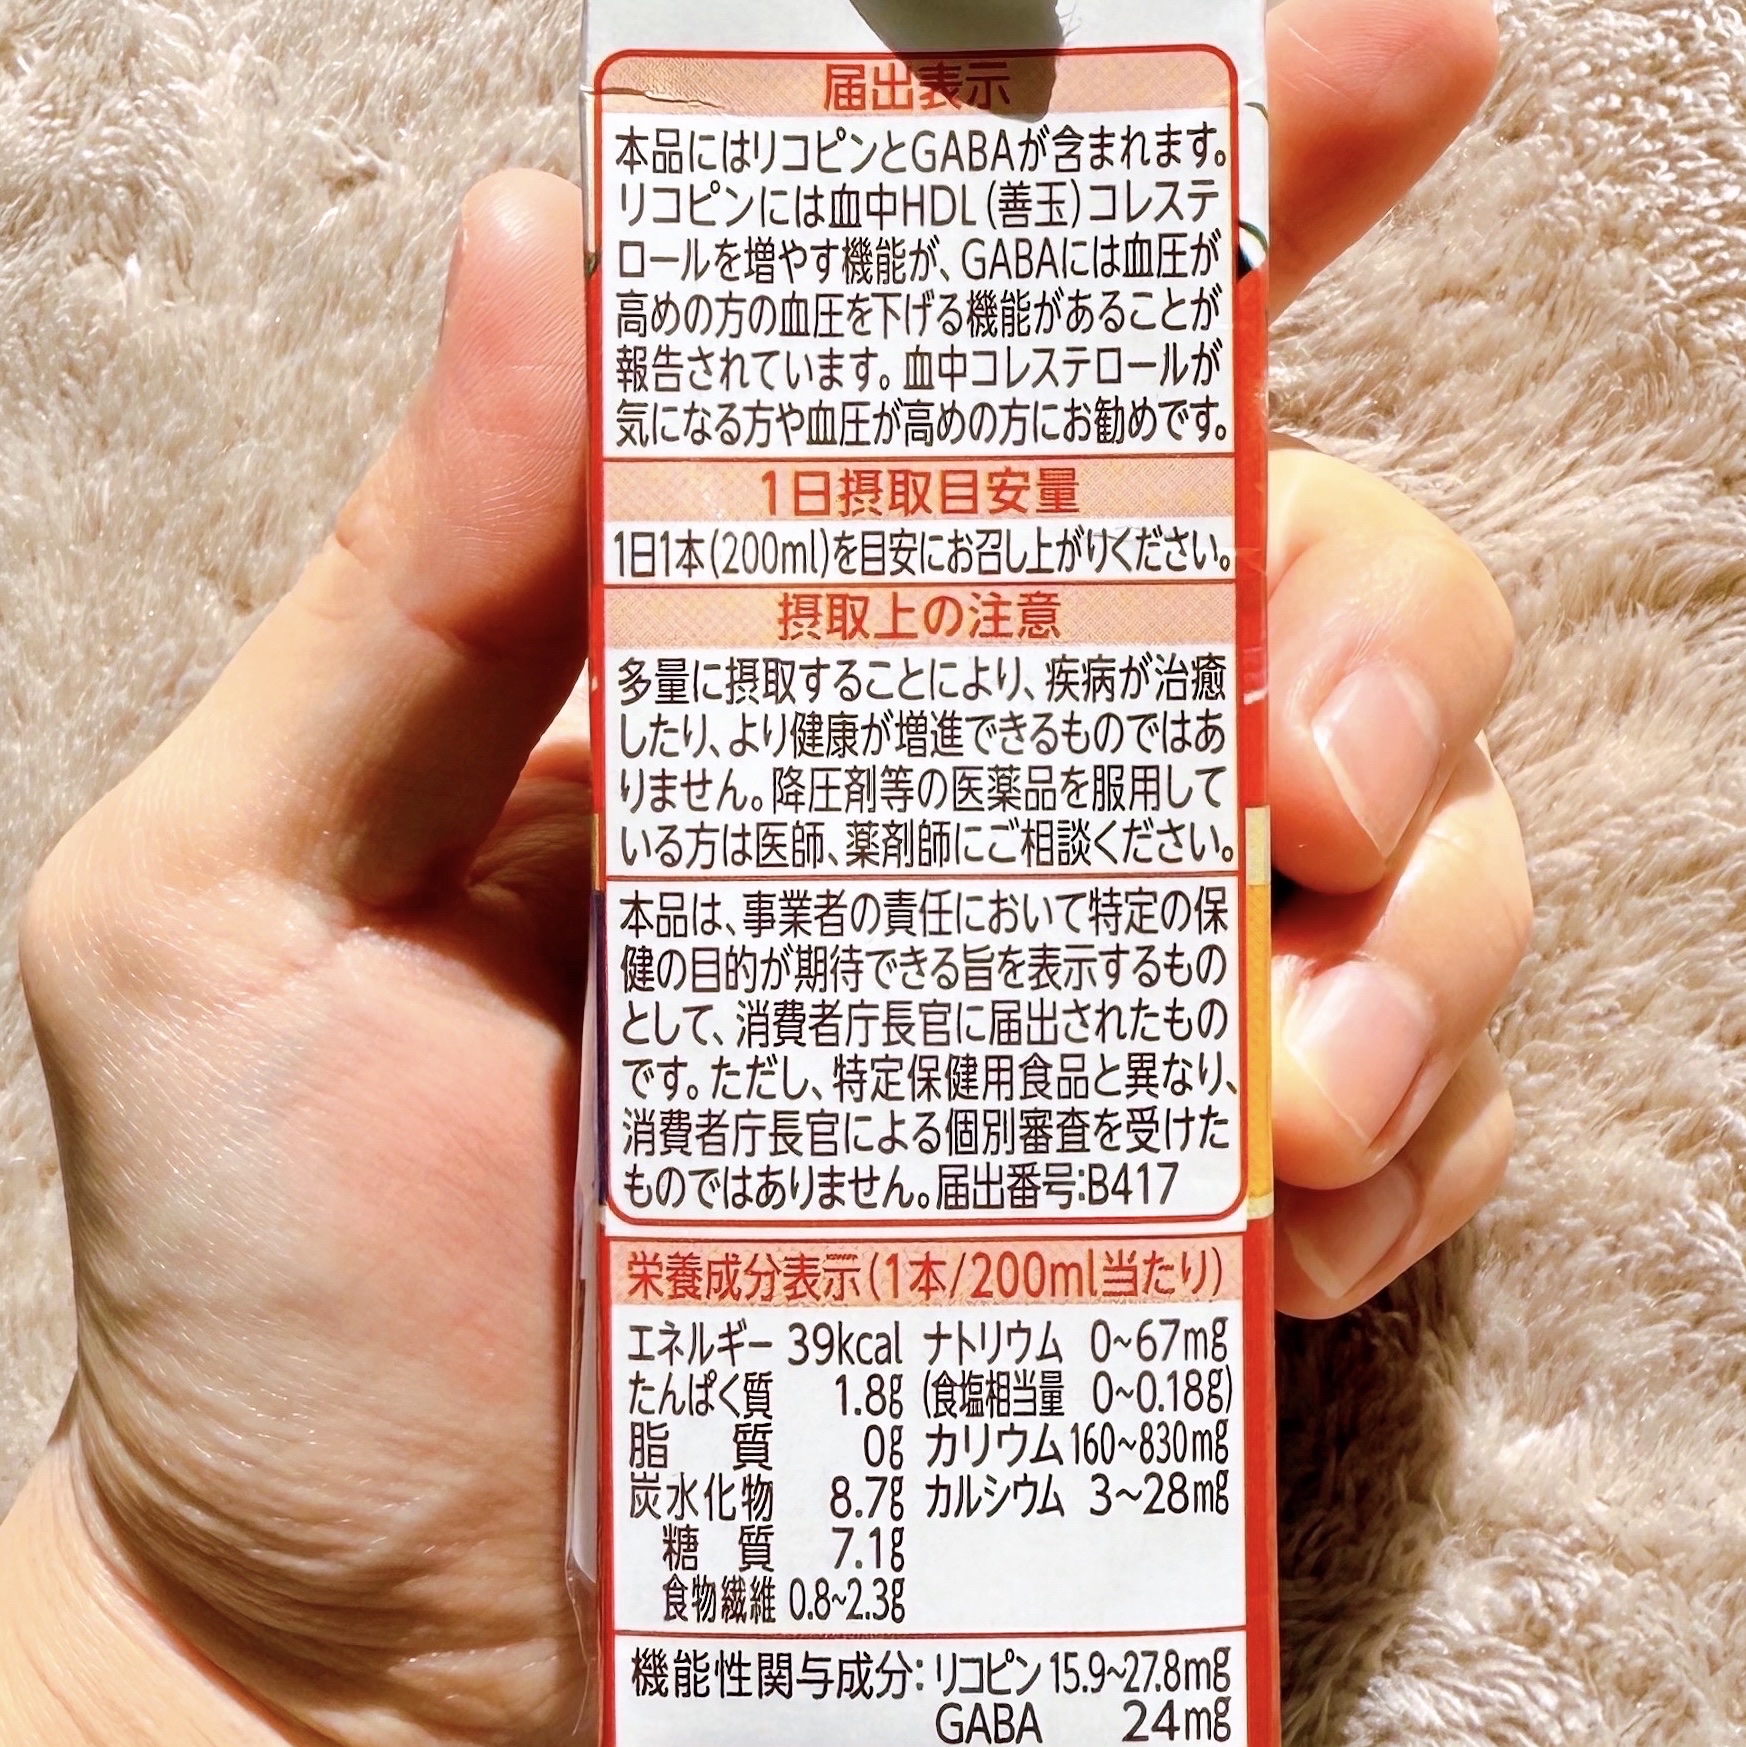 届出表示
本品にはリコピンとGABAが含まれます。
リコピンには血中HDL(善玉)コレステ
ロールを増やす機能が、GABAには血圧が
高めの方の血圧を下げる機能があることが
報告されています。血中コレステロールが
気になる方や血圧が高めの方にお勧めです。
1日摂取目安量
1日1本(200ml)を目安にお召し上がりください。
摂取上の注意
多量に摂取することにより、疾病が治癒
したり、より健康が増進できるものではあ
りません。降圧剤等の医薬品を服用して
いる方は医師、薬剤師にご相談ください。
本品は、事業者の責任において特定の保
健の目的が期待できる旨を表示するもの
として、消費者庁長官に届出されたもの
です。ただし、特定保健用食品と異なり、
消費者庁長官による個別審査を受けた
ものではありません。届出番号:B417
栄養成分表示(1本/200ml当たり)
エネルギー 39kcal ナトリウム 0~67mg
たんぱく質 1.8g (食塩相当量 0~0.18g)
脂質 0g カリウム 160~830mg
炭水化物 8.7g カルシウム 3~28mg
糖質 7.1g
食物繊維 0.8~2.3g
機能性関与成分:リコピン 15.9~27.8mg
GABA 24mg